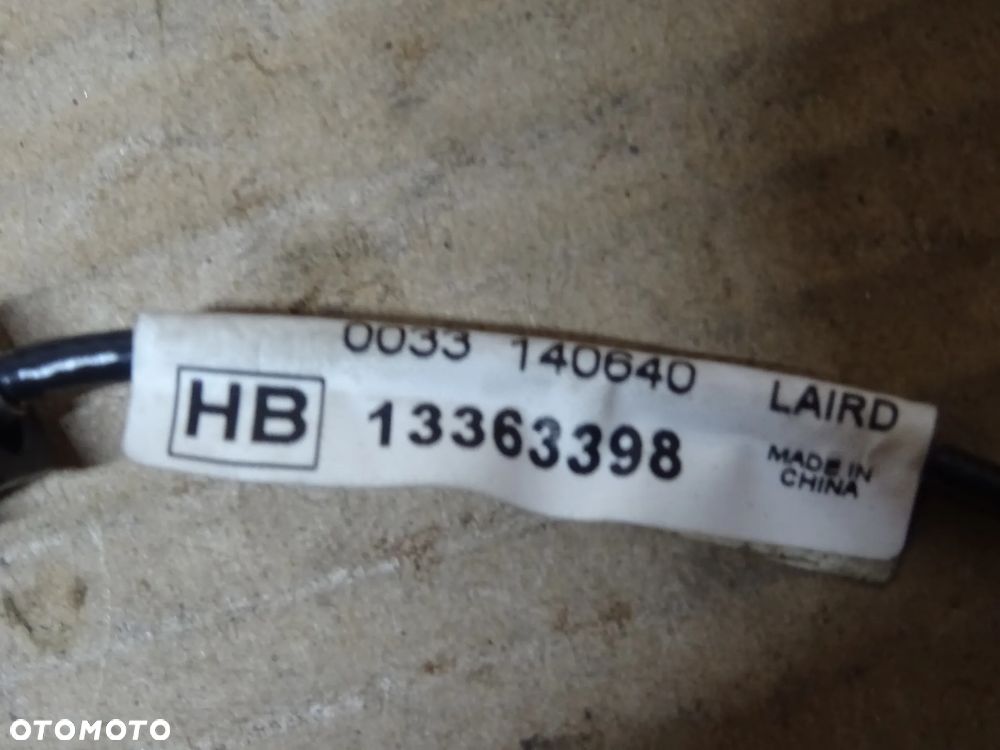 0033 140640
HB 13363398
LAIRD
MADE IN
CHINA
OTOMOTO